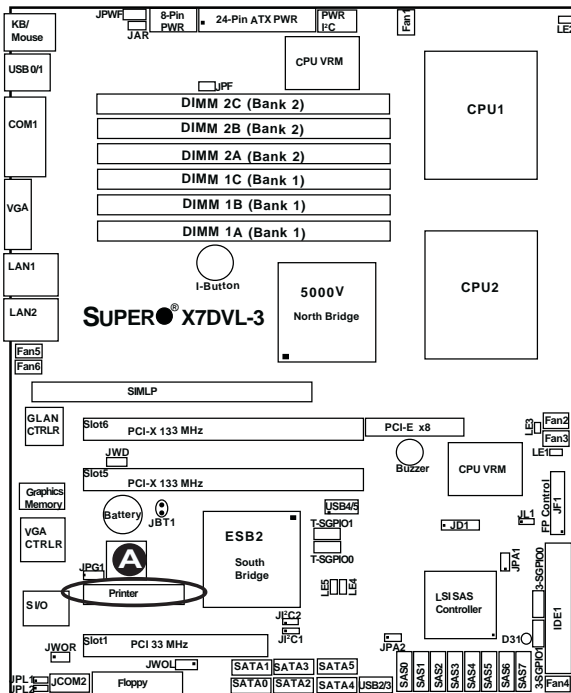 KB/
Mouse
JPWF
JAR
8-Pin
PWR
24-Pin ATX PWR
PWR
I²C
Fan1
LE2
USB0/1
CPU VRM
JPF
COM1
DIMM 2C (Bank 2)
DIMM 2B (Bank 2)
DIMM 2A (Bank 2)
DIMM 1C (Bank 1)
DIMM 1B (Bank 1)
DIMM 1A (Bank 1)
CPU1
VGA
LAN1
LAN2
I-Button
5000V
North Bridge
CPU2
SUPER® X7DVL-3
Fan5
Fan6
SIMLP
GLAN
CTRLR
Slot6
PCI-X 133 MHz
PCI-E x8
LE3
Fan2
Fan3
LE1
JWD
Buzzer
CPU VRM
Slot5
PCI-X 133 MHz
Graphics
Memory
Battery
JBT1
USB4/5
T-SGPIO1
T-SGPIO0
JD1
JL1
FP Control
JF1
VGA
CTRLR
A
ESB2
South
Bridge
JPG1
Printer
S I/O
LE5
LE4
JPA1
LSI SAS
Controller
3-SGPIO0
3-SGPIO1
IDE1
JI²C2
JI²C1
D31
JPA2
JWOR
Slot1
PCI 33 MHz
JWOL
JPL1
JPL2
JCOM2
Floppy
SATA1
SATA3
SATA5
SATA0
SATA2
SATA4
USB2/3
SAS0
SAS1
SAS2
SAS3
SAS4
SAS5
SAS6
SAS7
Fan4